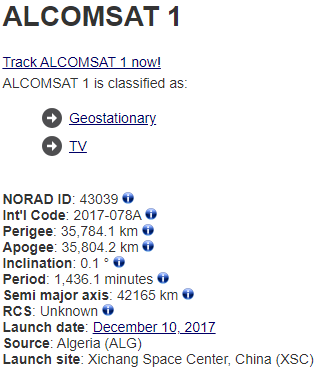 ALCOMSAT 1
Track ALCOMSAT 1 now!
ALCOMSAT 1 is classified as:
Geostationary
TV
NORAD ID: 43039
Int'l Code: 2017-078A
Perigee: 35,784.1 km
Apogee: 35,804.2 km
Inclination: 0.1 °
Period: 1,436.1 minutes
Semi major axis: 42165 km
RCS: Unknown
Launch date: December 10, 2017
Source: Algeria (ALG)
Launch site: Xichang Space Center, China (XSC)